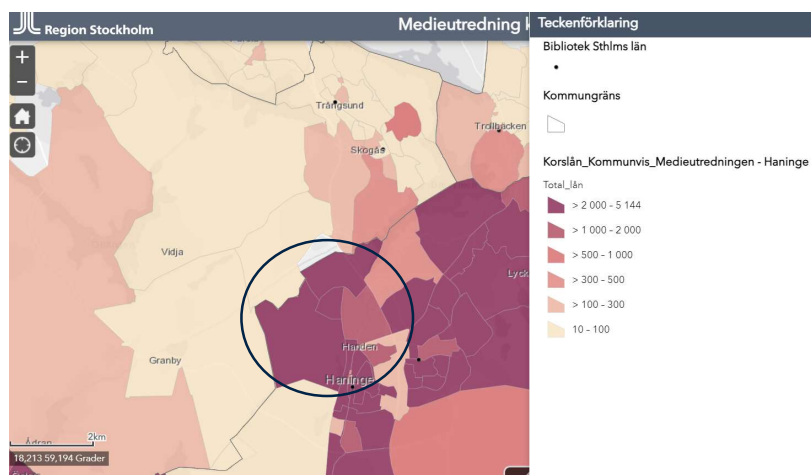 Region Stockholm
Medieutredning k
Teckenförklaring
Bibliotek Sthlms län
Kommungräns
Korslån_Kommunvis_Medieutredningen - Haninge
Total_lån
> 2 000 - 5 144
> 1 000 - 2 000
> 500 - 1 000
> 300 - 500
> 100 - 300
10 - 100
+
−
Trångsund
Trollbäcken
Skogås
Vidja
Lyck
Handen
Granby
Haninge
Ådran
2km
18,213 59,194 Grader